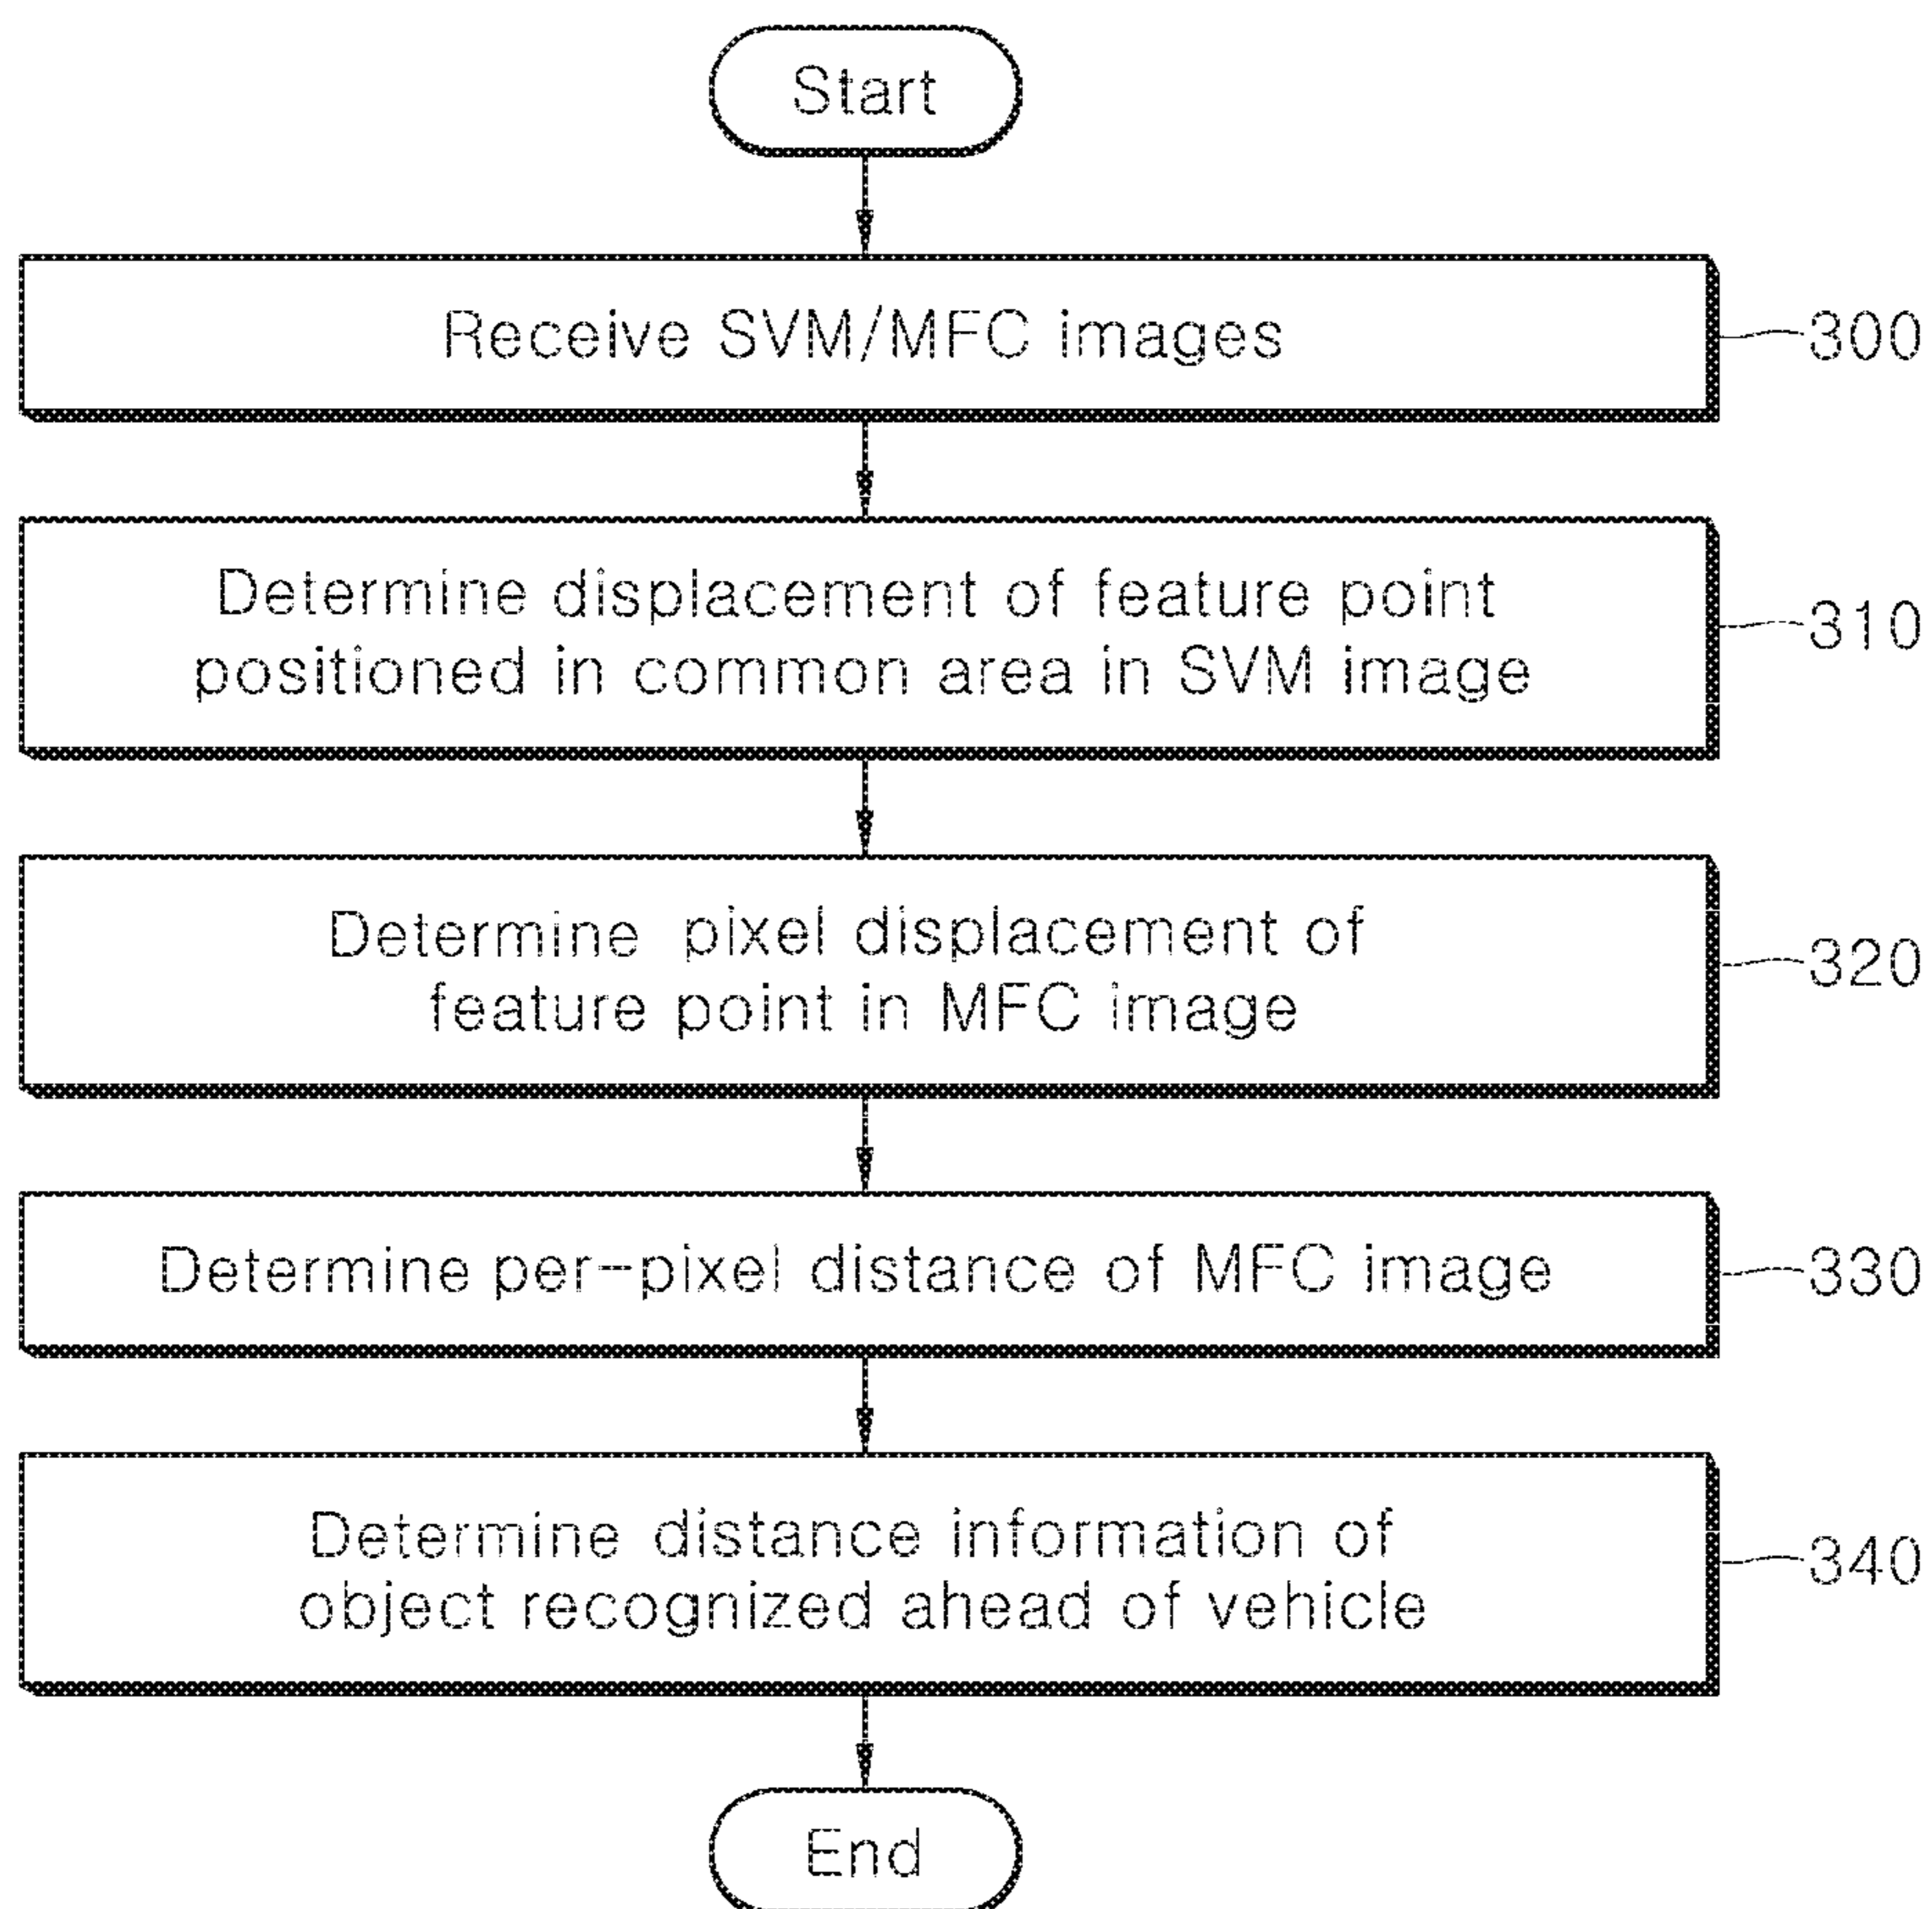 Start
Receive SVM/MFC images
300
Determine displacement of feature point
positioned in common area in SVM image
310
Determine pixel displacement of
feature point in MFC image
320
Determine per-pixel distance of MFC image
330
Determine distance information of
object recognized ahead of vehicle
340
End